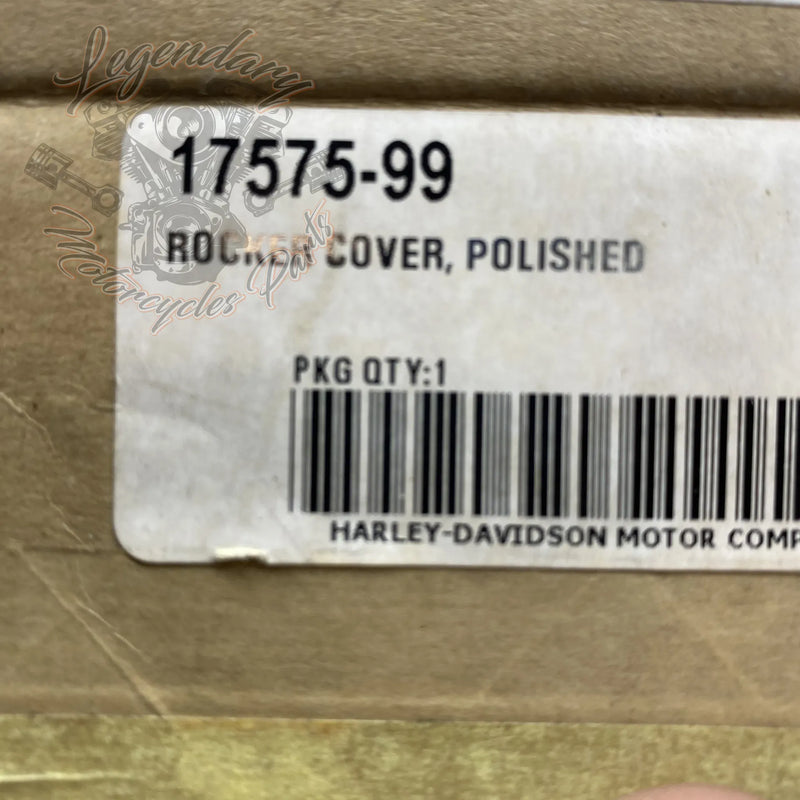 Legendary
17575-99
ROCKER COVER, POLISHED
Motorcycles Parts
PKG QTY:1
HARLEY-DAVIDSON MOTOR COMP